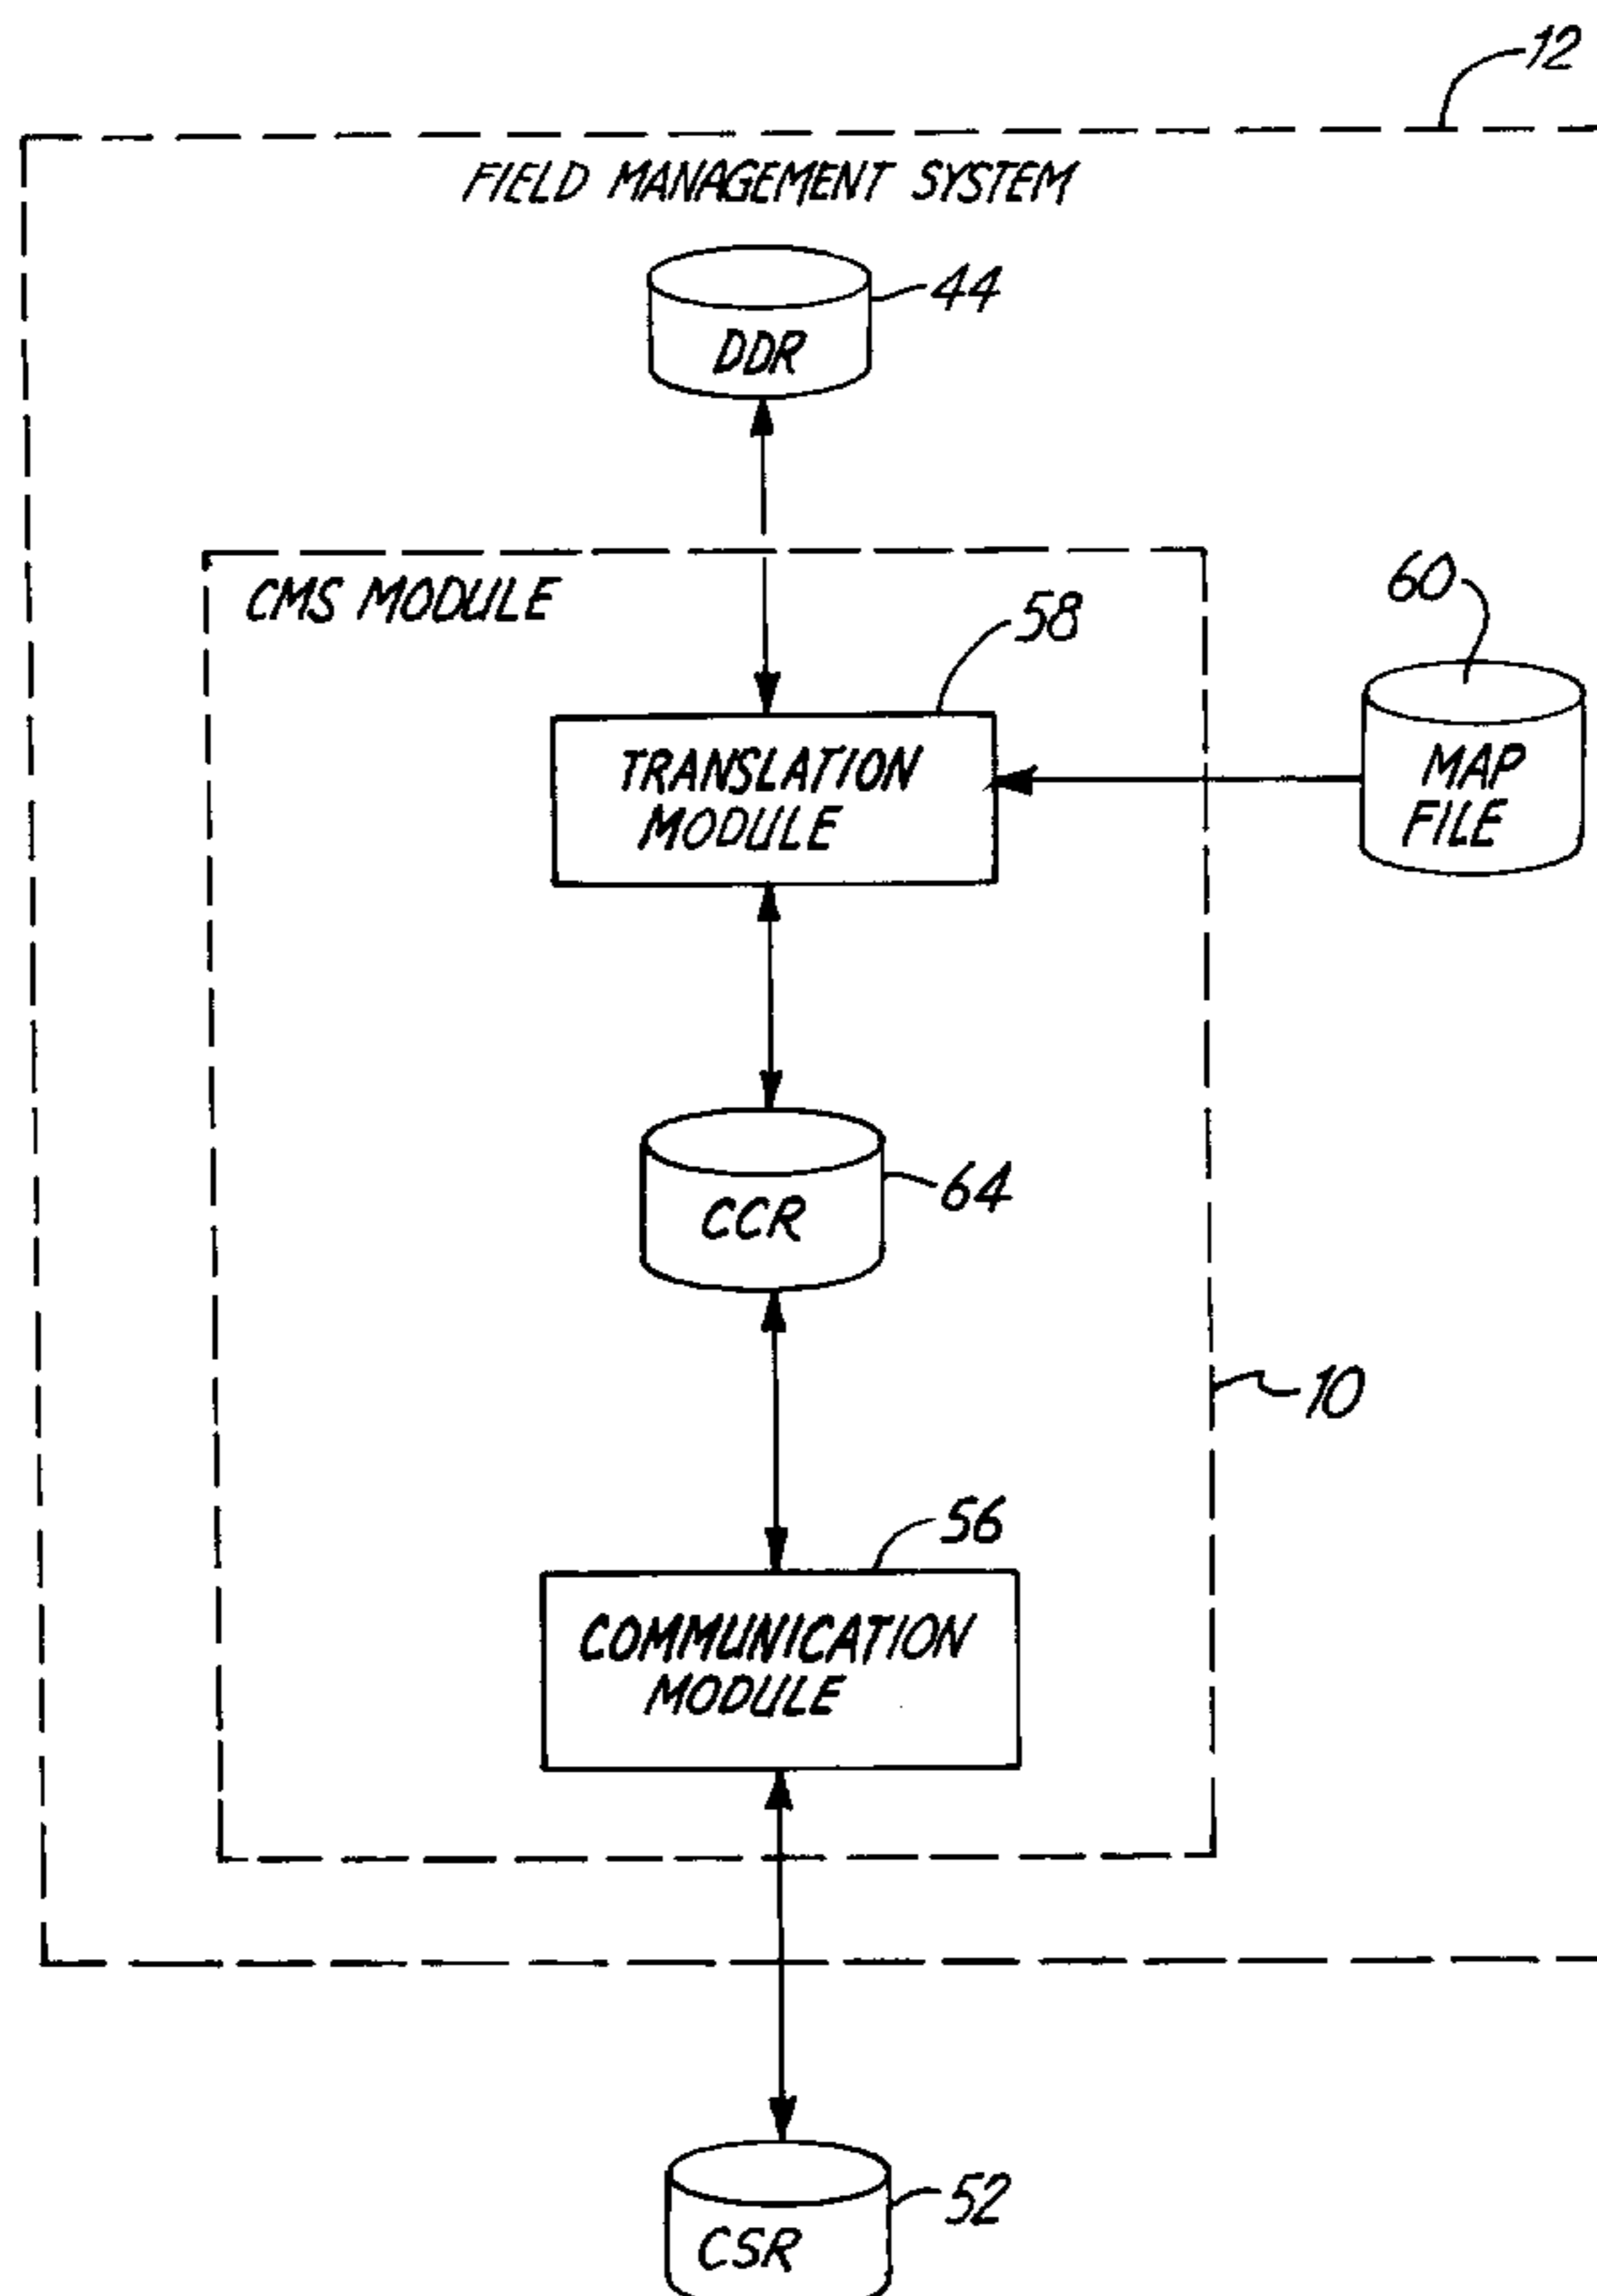 12
FIELD MANAGEMENT SYSTEM
44
DDR
CMS MODULE
58
60
TRANSLATION
MODULE
MAP
FILE
64
CCR
10
56
COMMUNICATION
MODULE
52
CSR